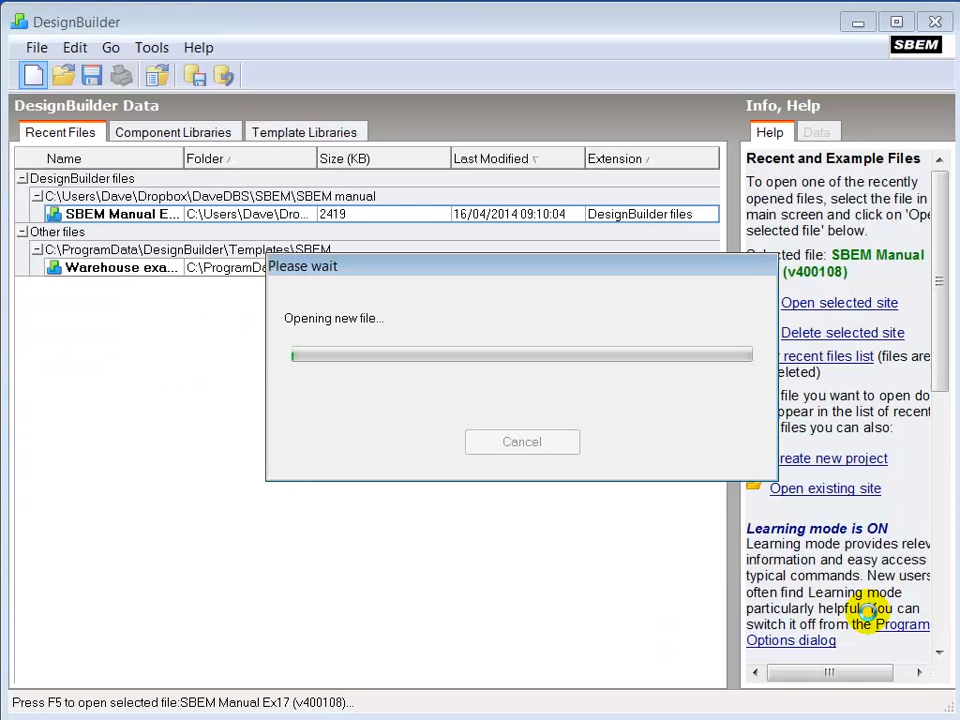 DesignBuilder
File Edit Go Tools Help
SBEM
DesignBuilder Data
Info, Help
Recent Files Component Libraries Template Libraries
Help Data
Name Folder Size (KB) Last Modified Extension
DesignBuilder files
C:\Users\Dave\Dropbox\DaveDBS\SBEM\SBEM manual
SBEM Manual E... C:\Users\Dave\Dro... 2419 16/04/2014 09:10:04 DesignBuilder files
Other files
C:\ProgramData\DesignBuilder\Templates\SBEM
Warehouse exa... C:\ProgramDa
Please wait
Opening new file...
Cancel
Recent and Example Files
To open one of the recently
opened files, select the file in
main screen and click on 'Ope
selected file' below.
cted file: SBEM Manual
(v400108)
Open selected site
Delete selected site
recent files list (files are
eleted)
file you want to open do
ppear in the list of recen
files you can also:
reate new project
Open existing site
Learning mode is ON
Learning mode provides relev
information and easy access
typical commands. New users
often find Learning mode
particularly helpful. You can
switch it off from the Program
Options dialog
Press F5 to open selected file:SBEM Manual Ex17 (v400108)...